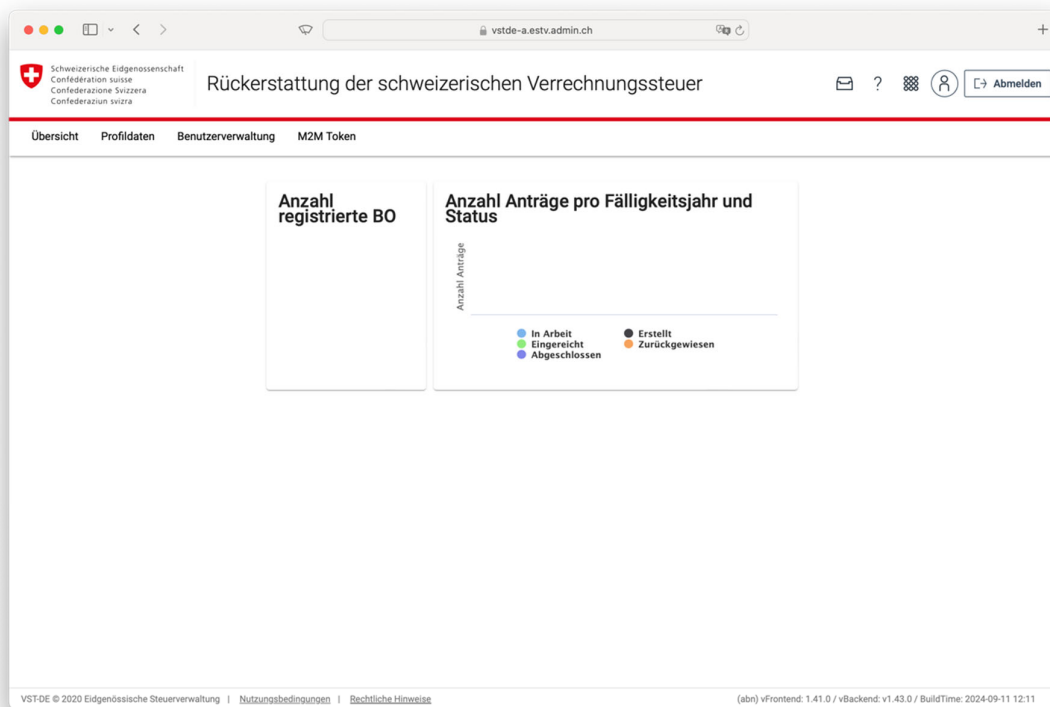 vstde-a.estv.admin.ch
Schweizerische Eidgenossenschaft
Confédération suisse
Confederazione Svizzera
Confederaziun svizra
Rückerstattung der schweizerischen Verrechnungssteuer
? Abmelden
Übersicht Profildaten Benutzerverwaltung M2M Token
Anzahl
registrierte BO
Anzahl Anträge pro Fälligkeitsjahr und
Status
Anzahl Anträge
In Arbeit Erstellt
Eingereicht Zurückgewiesen
Abgeschlossen
VST-DE © 2020 Eidgenössische Steuerverwaltung | Nutzungsbedingungen | Rechtliche Hinweise (abn) vFrontend: 1.41.0 / vBackend: v1.43.0 / BuildTime: 2024-09-11 12:11